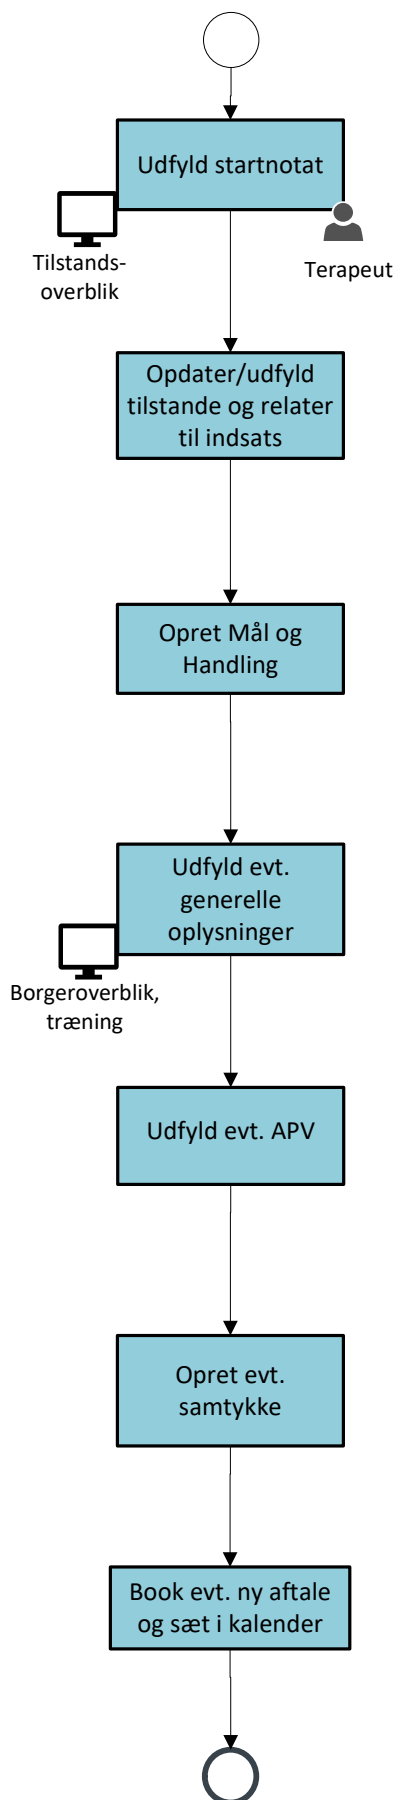 Udfyld startnotat
Tilstands-
overblik
Terapeut
Opdater/udfyld
tilstande og relater
til indsats
Opret Mål og
Handling
Udfyld evt.
generelle
oplysninger
Borgeroverblik,
træning
Udfyld evt. APV
Opret evt.
samtykke
Book evt. ny aftale
og sæt i kalender